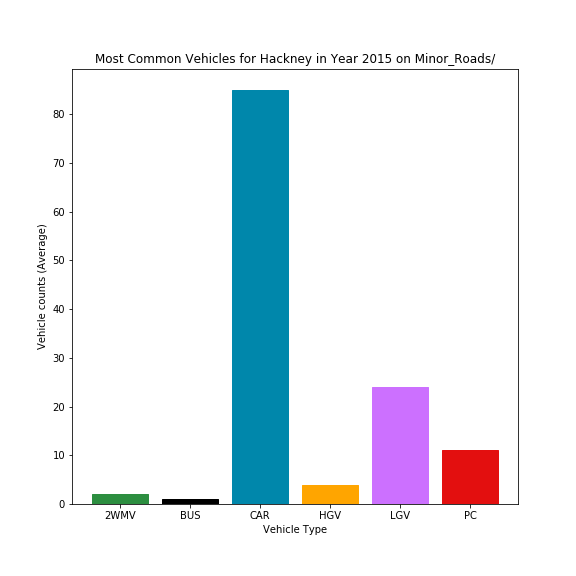 Most Common Vehicles for Hackney in Year 2015 on Minor_Roads/
Vehicle counts (Average)
80
70
60
50
40
30
20
10
0
2WMV BUS CAR HGV LGV PC
Vehicle Type